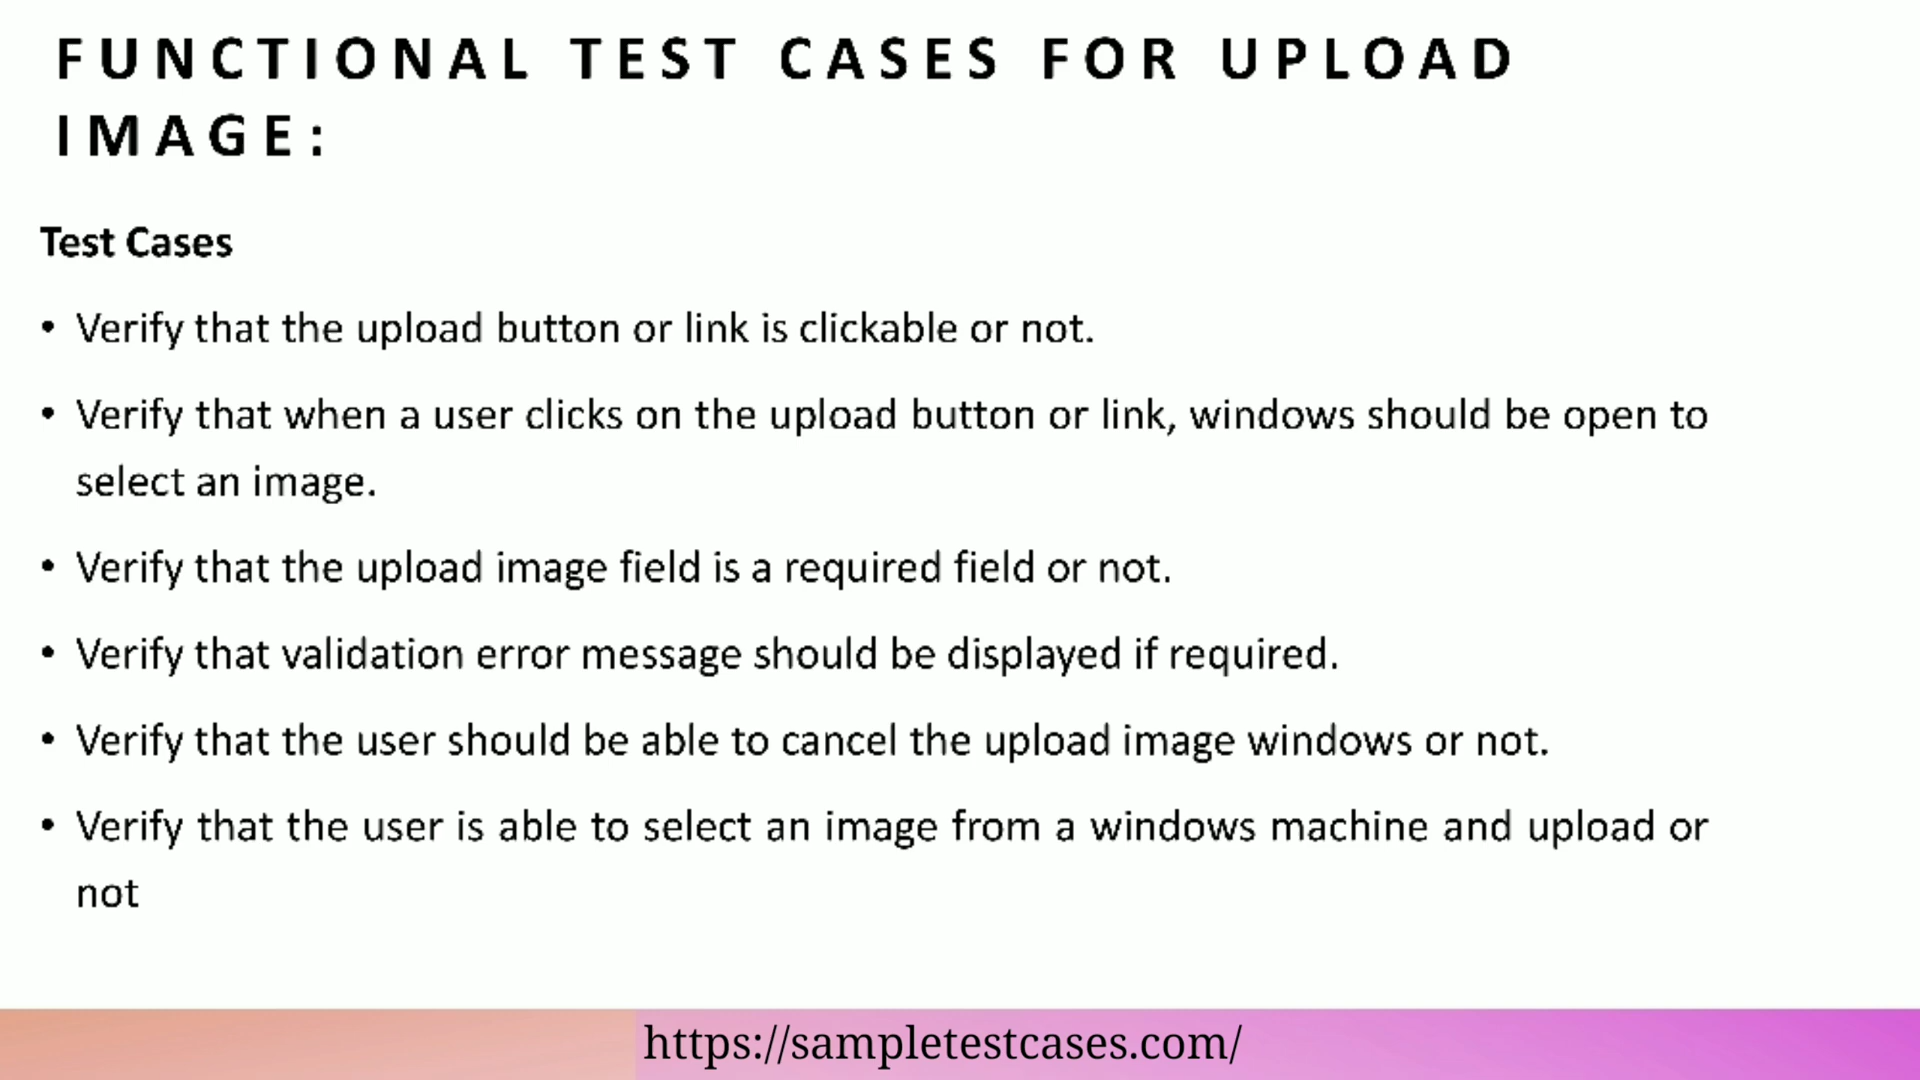 FUNCTIONAL TEST CASES FOR UPLOAD
IMAGE:
Test Cases
• Verify that the upload button or link is clickable or not.
• Verify that when a user clicks on the upload button or link, windows should be open to
select an image.
• Verify that the upload image field is a required field or not.
• Verify that validation error message should be displayed if required.
• Verify that the user should be able to cancel the upload image windows or not.
• Verify that the user is able to select an image from a windows machine and upload or
not
https://sampletestcases.com/